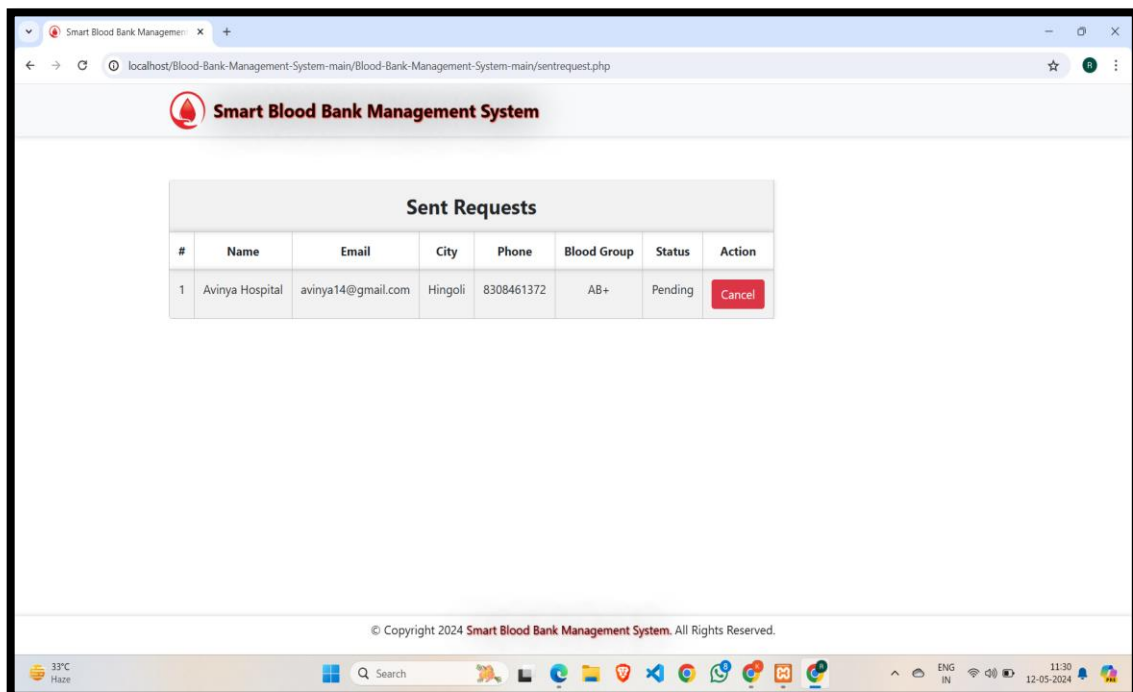 Smart Blood Bank Managemen
localhost/Blood-Bank-Management-System-main/Blood-Bank-Management-System-main/sentrequest.php
R
Smart Blood Bank Management System
Sent Requests
# Name Email City Phone Blood Group Status Action
1 Avinya Hospital avinya14@gmail.com Hingoli 8308461372 AB+ Pending Cancel
© Copyright 2024 Smart Blood Bank Management System. All Rights Reserved.
33°C
Haze
Search
ENG
IN
11:30
12-05-2024